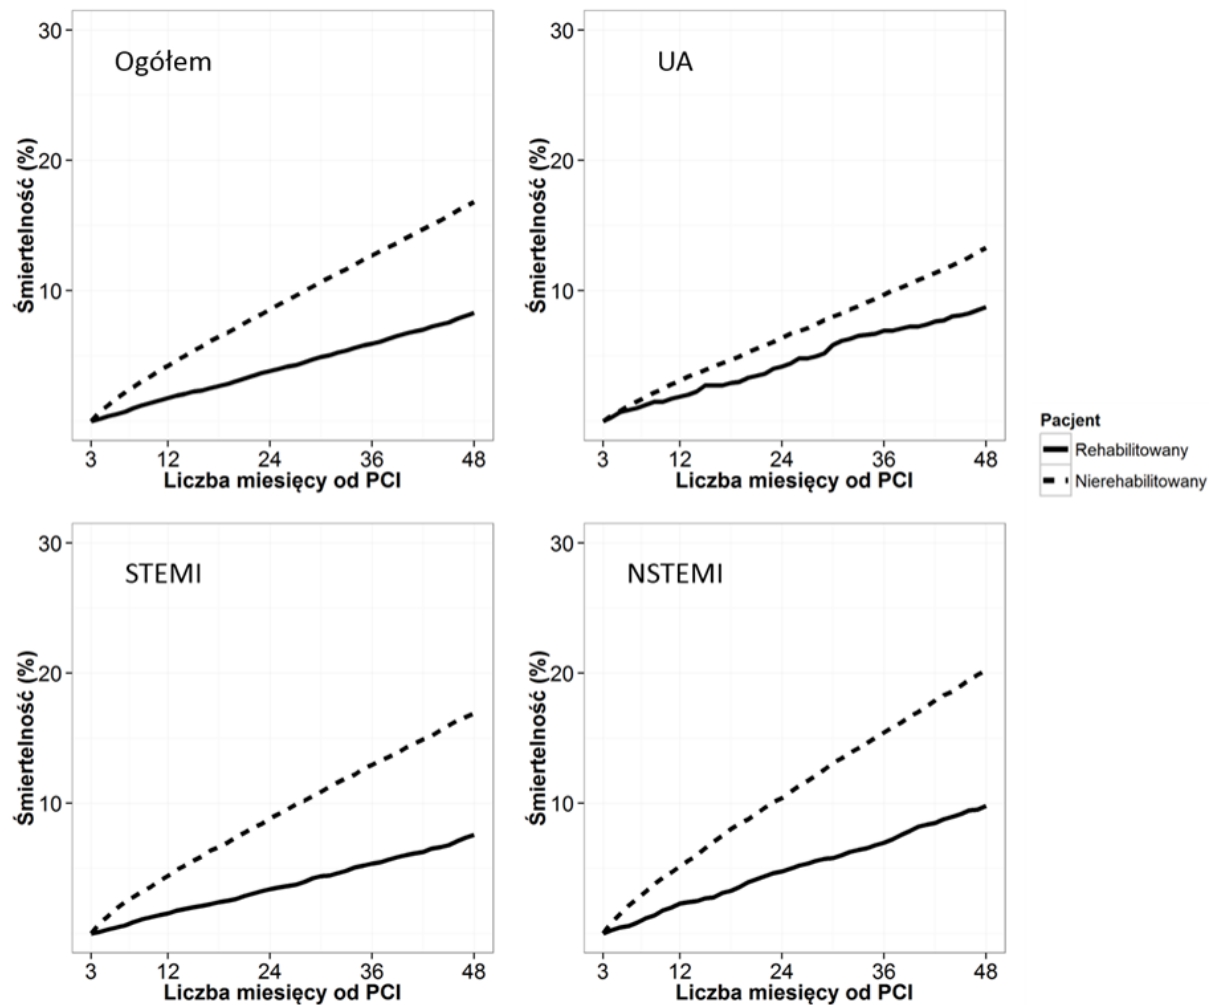 Ogółem
Śmiertelność (%)
30
20
10
3 12 24 36 48
Liczba miesięcy od PCI
UA
Śmiertelność (%)
30
20
10
3 12 24 36 48
Liczba miesięcy od PCI
Pacjent
Rehabilitowany
Nierehabilitowany
STEMI
Śmiertelność (%)
30
20
10
3 12 24 36 48
Liczba miesięcy od PCI
NSTEMI
Śmiertelność (%)
30
20
10
3 12 24 36 48
Liczba miesięcy od PCI